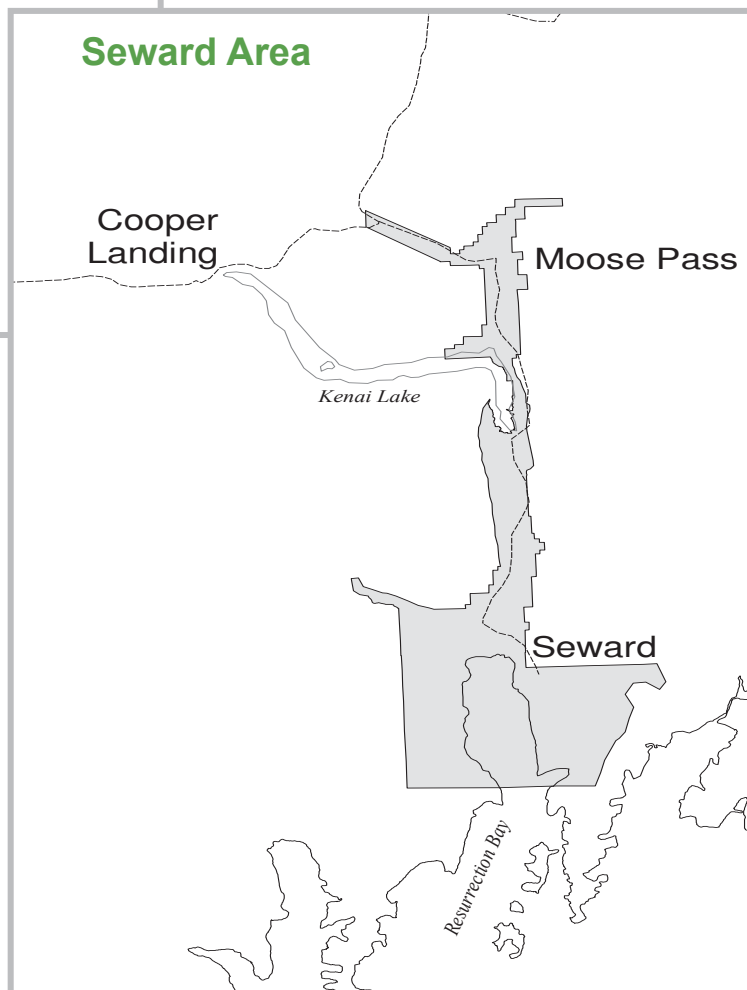 Seward Area
Cooper
Landing
Moose Pass
Kenai Lake
Seward
Resurrection Bay